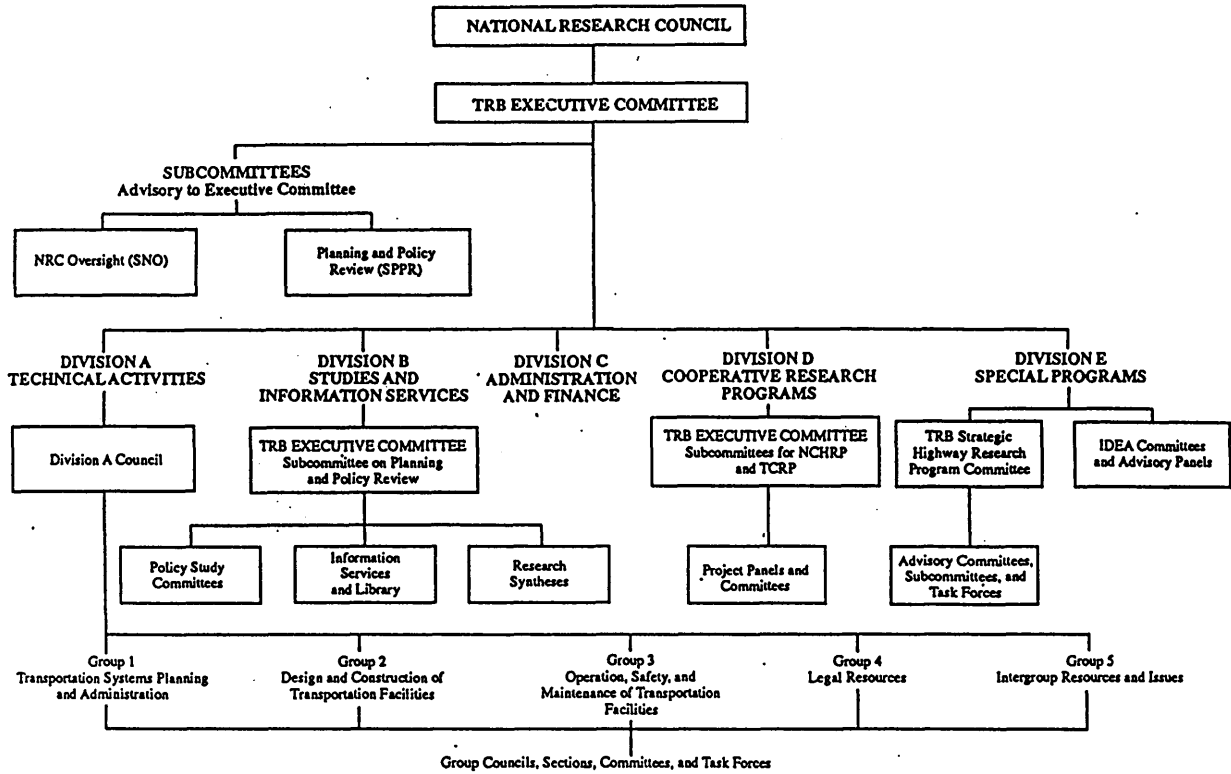 NATIONAL RESEARCH COUNCIL
TRB EXECUTIVE COMMITTEE
SUBCOMMITTEES
Advisory to Executive Committee
NRC Oversight (SNO)
Planning and Policy
Review (SPPR)
DIVISION A
TECHNICAL ACTIVITIES
DIVISION B
STUDIES AND
INFORMATION SERVICES
DIVISION C
ADMINISTRATION
AND FINANCE
DIVISION D
COOPERATIVE RESEARCH
PROGRAMS
DIVISION E
SPECIAL PROGRAMS
Division A Council
TRB EXECUTIVE COMMITTEE
Subcommittee on Planning
and Policy Review
TRB EXECUTIVE COMMITTEE
Subcommittees for NCHRP
and TCRP
TRB Strategic
Highway Research
Program Committee
IDEA Committees
and Advisory Panels
Policy Study
Committees
Information
Services
and Library
Research
Syntheses
Project Panels and
Committees
Advisory Committees,
Subcommittees, and
Task Forces
Group 1
Transportation Systems Planning
and Administration
Group 2
Design and Construction of
Transportation Facilities
Group 3
Operation, Safety, and
Maintenance of Transportation
Facilities
Group 4
Legal Resources
Group 5
Intergroup Resources and Issues
Group Councils, Sections, Committees, and Task Forces